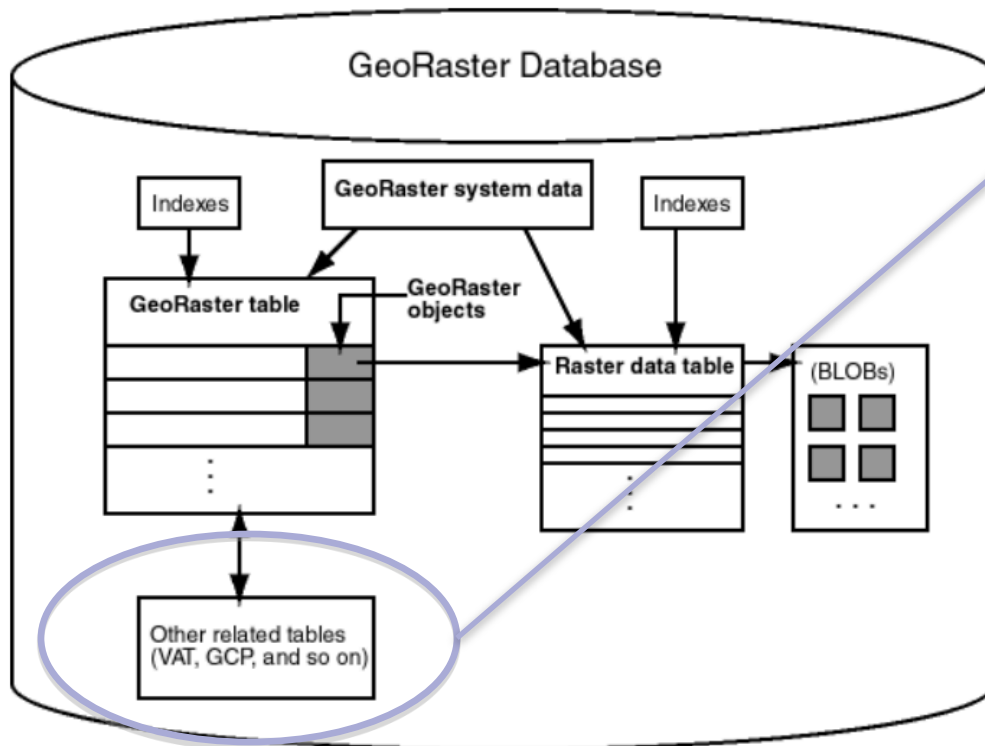 GeoRaster Database
Indexes
GeoRaster system data
Indexes
GeoRaster table
GeoRaster
objects
Raster data table
(BLOBs)
. . .
Other related tables
(VAT, GCP, and so on)